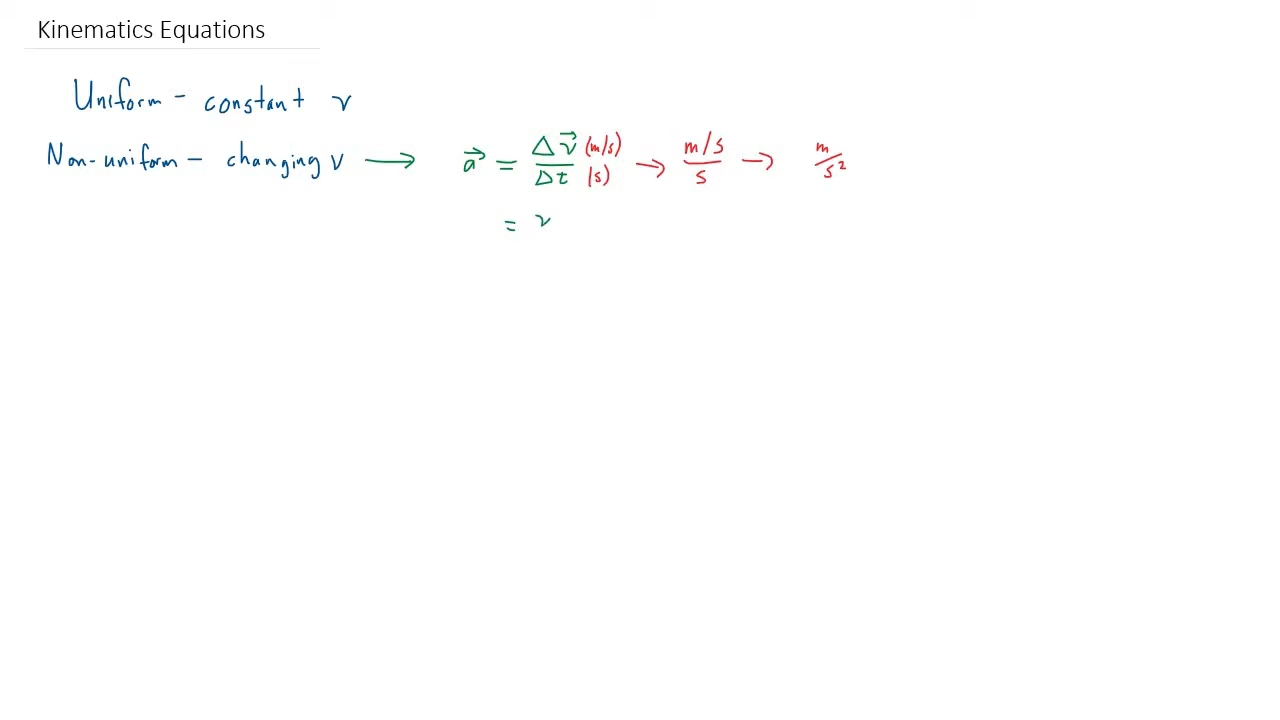 Kinematics Equations
Uniform - constant v
Non-uniform - changing v → a⃗ = Δv⃗ (m/s) / Δt (s) → m/s / s → m/s²
= v